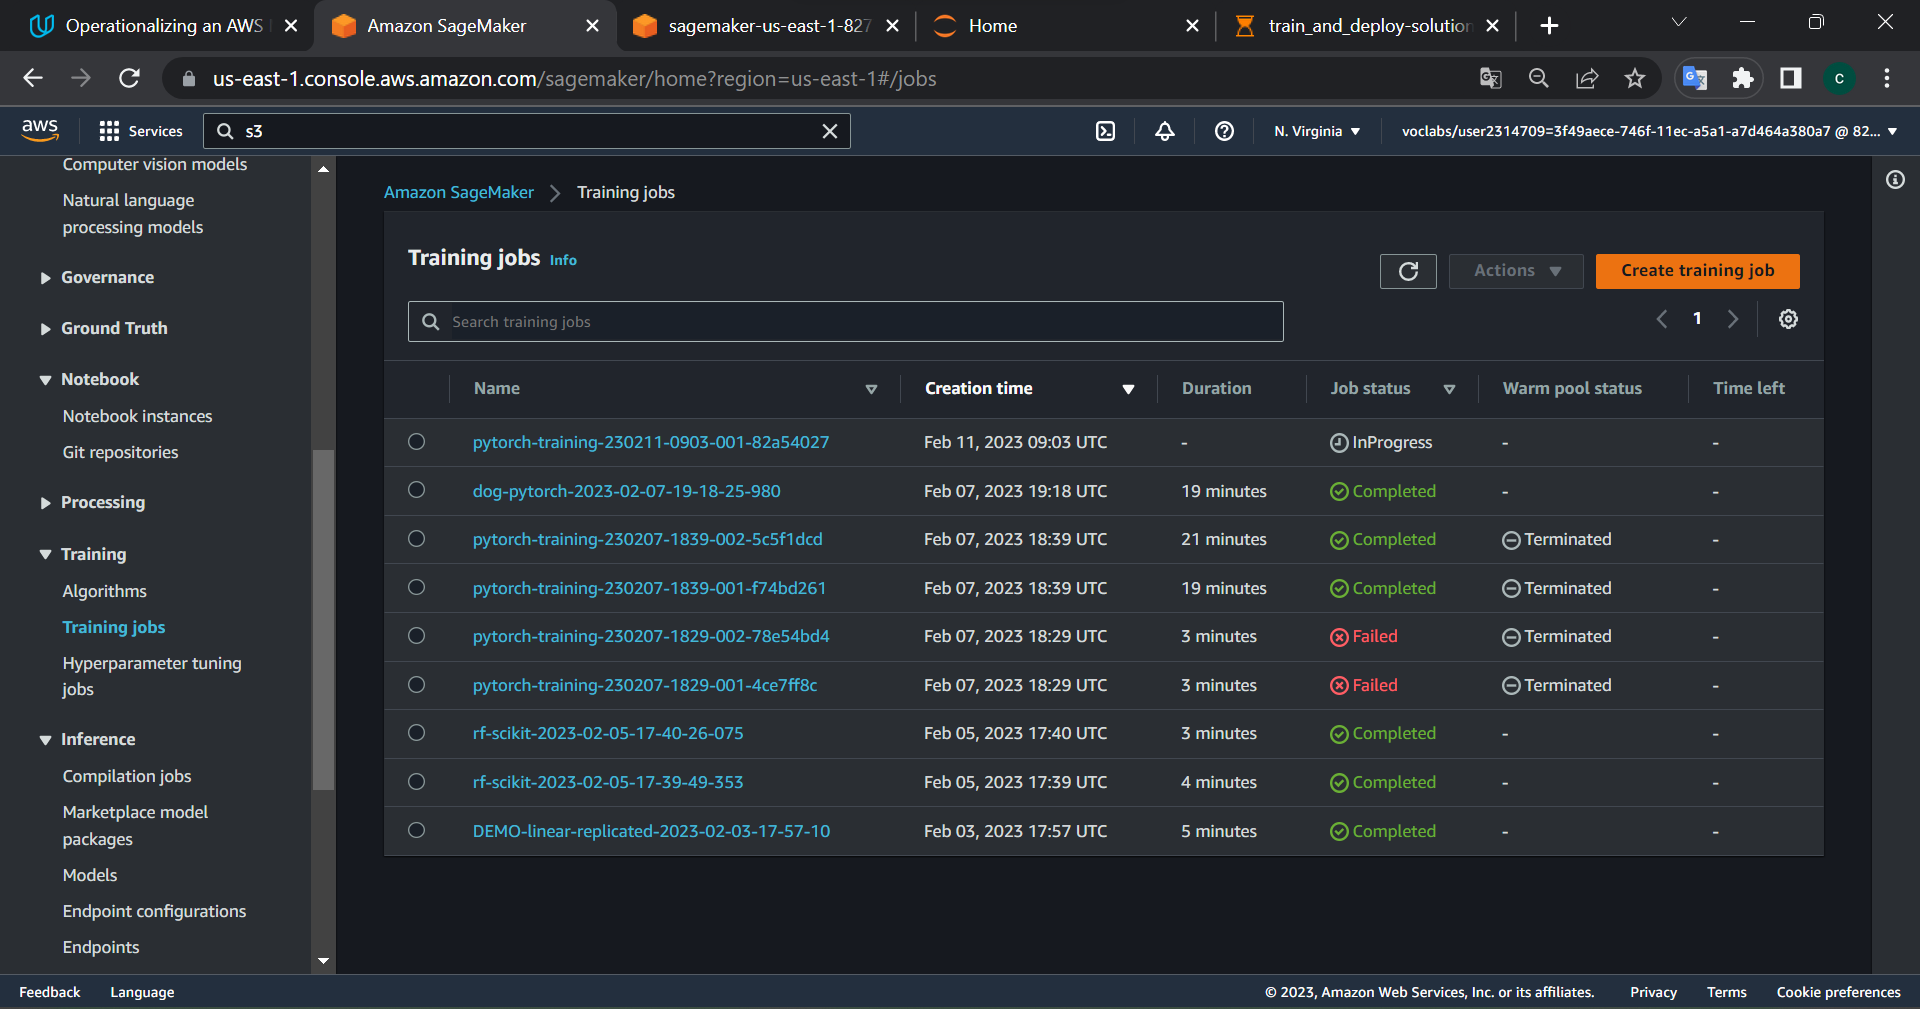 Operationalizing an AWS
Amazon SageMaker
sagemaker-us-east-1-827
Home
train_and_deploy-solution
us-east-1.console.aws.amazon.com/sagemaker/home?region=us-east-1#/jobs
c
aws
Services
s3
N. Virginia
voclabs/user2314709=3f49aece-746f-11ec-a5a1-a7d464a380a7 @ 82...
Computer vision models
Natural language
processing models
Governance
Ground Truth
Notebook
Notebook instances
Git repositories
Processing
Training
Algorithms
Training jobs
Hyperparameter tuning
jobs
Inference
Compilation jobs
Marketplace model
packages
Models
Endpoint configurations
Endpoints
Amazon SageMaker
Training jobs
Training jobs Info
Actions
Create training job
Search training jobs
1
Name Creation time Duration Job status Warm pool status Time left
pytorch-training-230211-0903-001-82a54027 Feb 11, 2023 09:03 UTC - InProgress - -
dog-pytorch-2023-02-07-19-18-25-980 Feb 07, 2023 19:18 UTC 19 minutes Completed - -
pytorch-training-230207-1839-002-5c5f1dcd Feb 07, 2023 18:39 UTC 21 minutes Completed Terminated -
pytorch-training-230207-1839-001-f74bd261 Feb 07, 2023 18:39 UTC 19 minutes Completed Terminated -
pytorch-training-230207-1829-002-78e54bd4 Feb 07, 2023 18:29 UTC 3 minutes Failed Terminated -
pytorch-training-230207-1829-001-4ce7ff8c Feb 07, 2023 18:29 UTC 3 minutes Failed Terminated -
rf-scikit-2023-02-05-17-40-26-075 Feb 05, 2023 17:40 UTC 3 minutes Completed - -
rf-scikit-2023-02-05-17-39-49-353 Feb 05, 2023 17:39 UTC 4 minutes Completed - -
DEMO-linear-replicated-2023-02-03-17-57-10 Feb 03, 2023 17:57 UTC 5 minutes Completed - -
Feedback Language © 2023, Amazon Web Services, Inc. or its affiliates. Privacy Terms Cookie preferences